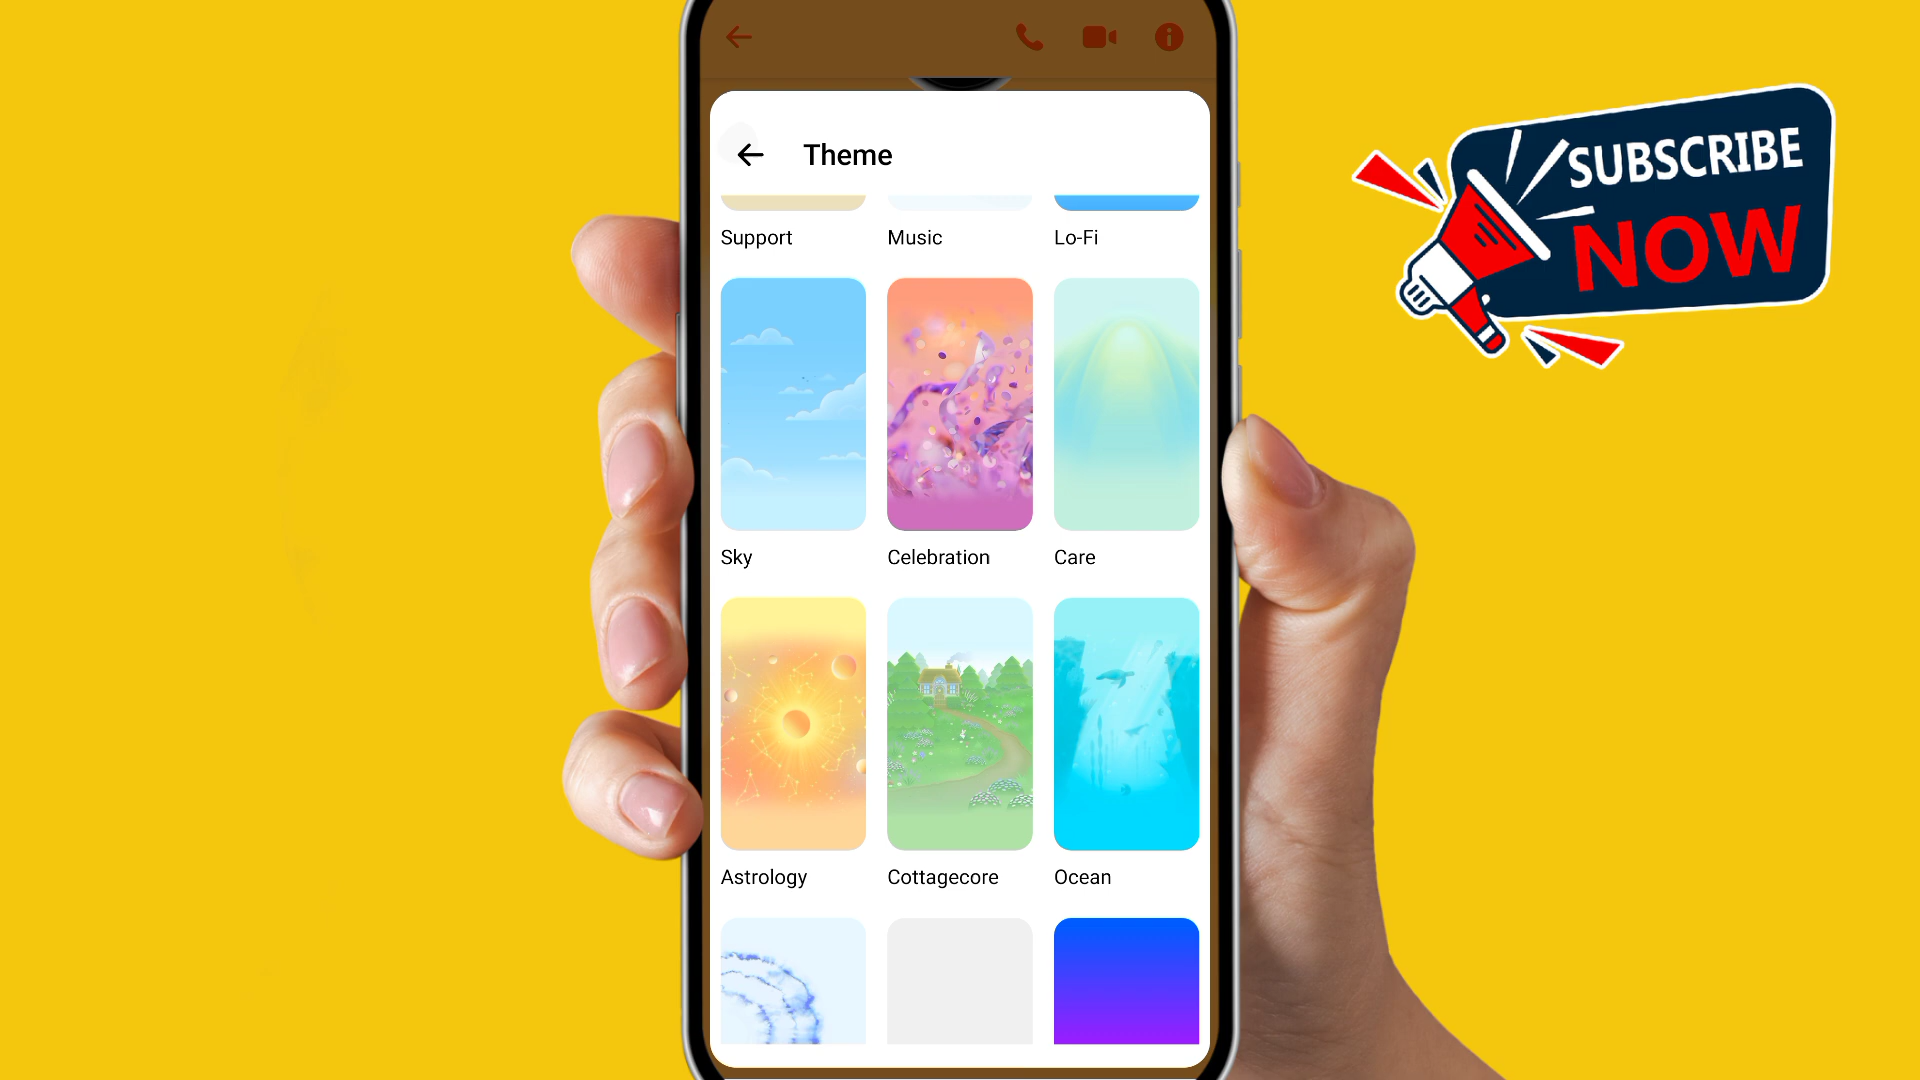 Theme
Support
Music
Lo-Fi
Sky
Celebration
Care
Astrology
Cottagecore
Ocean
SUBSCRIBE
NOW